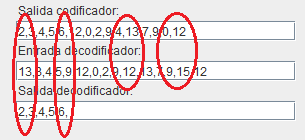 Salida codificador:
2,3,4,5,6,12,0,2,9,4,13,7,9,0,12
Entrada decodificador:
13,3,4,5,9,12,0,2,9,12,13,7,9,15,12
Salida decodificador:
2,3,4,5,6,